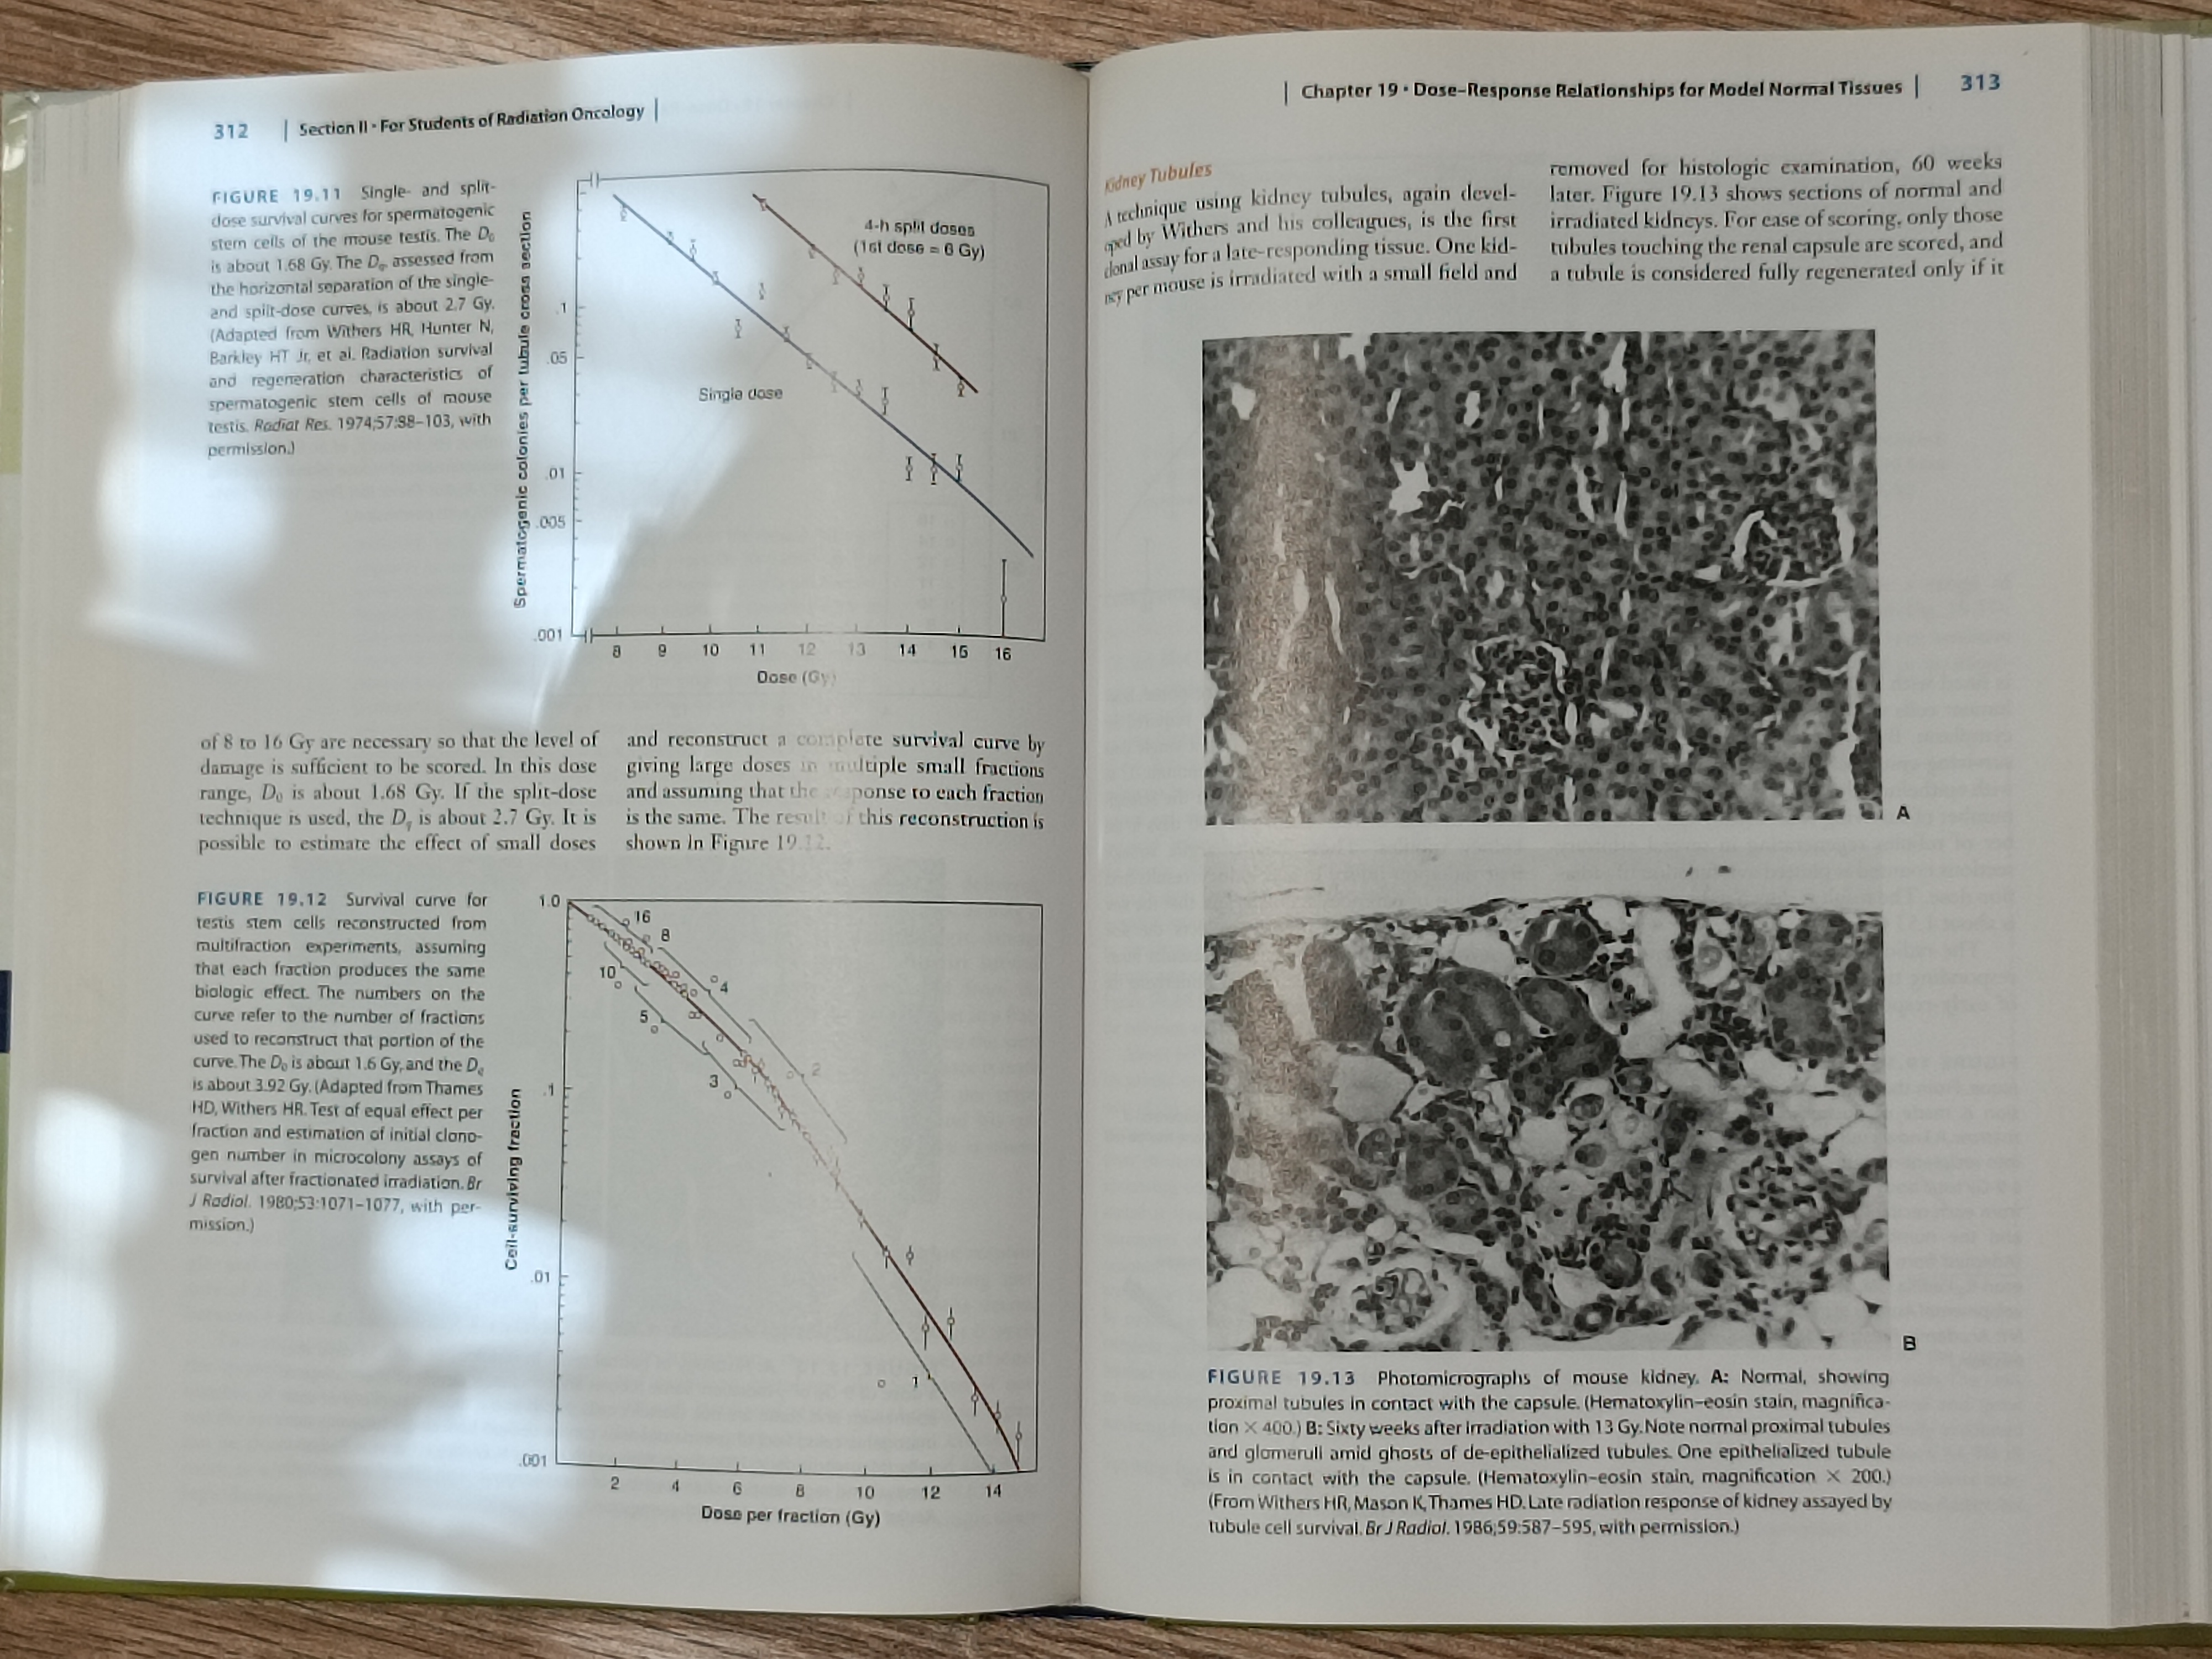 312 | Section II • For Students of Radiation Oncology |
FIGURE 19.11 Single- and split-
dose survival curves for spermatogenic
stem cells of the mouse testis. The D0
is about 1.68 Gy. The Dq, assessed from
the horizontal separation of the single-
and split-dose curves, is about 2.7 Gy.
(Adapted from Withers HR, Hunter N,
Barkley HT Jr, et al. Radiation survival
and regeneration characteristics of
spermatogenic stem cells of mouse
testis. Radiat Res. 1974;57:88–103, with
permission.)
Spermatogenic colonies per tubule cross section
4-h split doses
(1st dose = 6 Gy)
Single dose
.1
.05
.01
.005
.001
8 9 10 11 12 13 14 15 16
Dose (Gy)
of 8 to 16 Gy are necessary so that the level of
damage is sufficient to be scored. In this dose
range, D0 is about 1.68 Gy. If the split-dose
technique is used, the Dq is about 2.7 Gy. It is
possible to estimate the effect of small doses
and reconstruct a complete survival curve by
giving large doses in multiple small fractions
and assuming that the response to each fraction
is the same. The result of this reconstruction is
shown in Figure 19.12.
FIGURE 19.12 Survival curve for
testis stem cells reconstructed from
multifraction experiments, assuming
that each fraction produces the same
biologic effect. The numbers on the
curve refer to the number of fractions
used to reconstruct that portion of the
curve. The D0 is about 1.6 Gy, and the Dq
is about 3.92 Gy. (Adapted from Thames
HD, Withers HR. Test of equal effect per
fraction and estimation of initial clono-
gen number in microcolony assays of
survival after fractionated irradiation. Br
J Radiol. 1980;53:1071–1077, with per-
mission.)
Cell-surviving fraction
1.0
.1
.01
.001
16
8
10
4
5
2
3
1
2 4 6 8 10 12 14
Dose per fraction (Gy)
| Chapter 19 • Dose–Response Relationships for Model Normal Tissues | 313
Kidney Tubules
A technique using kidney tubules, again devel-
oped by Withers and his colleagues, is the first
clonal assay for a late-responding tissue. One kid-
ney per mouse is irradiated with a small field and
removed for histologic examination, 60 weeks
later. Figure 19.13 shows sections of normal and
irradiated kidneys. For ease of scoring, only those
tubules touching the renal capsule are scored, and
a tubule is considered fully regenerated only if it
A
B
FIGURE 19.13 Photomicrographs of mouse kidney. A: Normal, showing
proximal tubules in contact with the capsule. (Hematoxylin–eosin stain, magnifica-
tion × 400.) B: Sixty weeks after irradiation with 13 Gy. Note normal proximal tubules
and glomeruli amid ghosts of de-epithelialized tubules. One epithelialized tubule
is in contact with the capsule. (Hematoxylin–eosin stain, magnification × 200.)
(From Withers HR, Mason K, Thames HD. Late radiation response of kidney assayed by
tubule cell survival. Br J Radiol. 1986;59:587–595, with permission.)